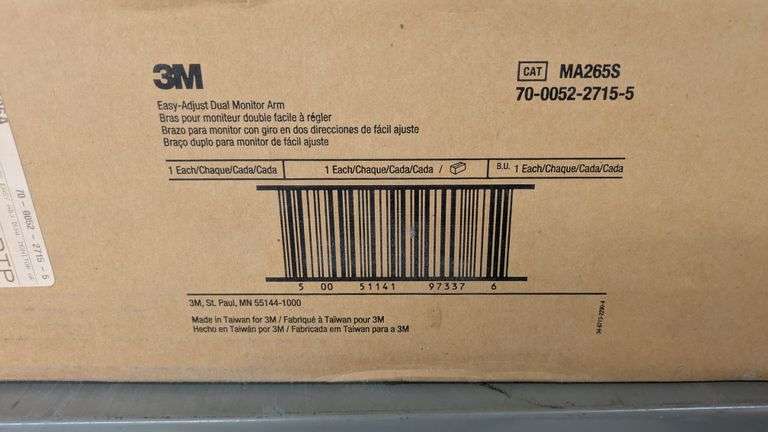 3M
CAT MA265S
70-0052-2715-5
Easy-Adjust Dual Monitor Arm
Bras pour moniteur double facile à régler
Brazo para monitor con giro en dos direcciones de fácil ajuste
Braço duplo para monitor de fácil ajuste
1 Each/Chaque/Cada/Cada
1 Each/Chaque/Cada/Cada /
B.U. 1 Each/Chaque/Cada/Cada
5 00 51141 97337 6
3M, St. Paul, MN 55144-1000
Made in Taiwan for 3M / Fabriqué à Taïwan pour 3M
Hecho en Taiwán por 3M / Fabricada em Taiwan para a 3M
70-0052-2715-5